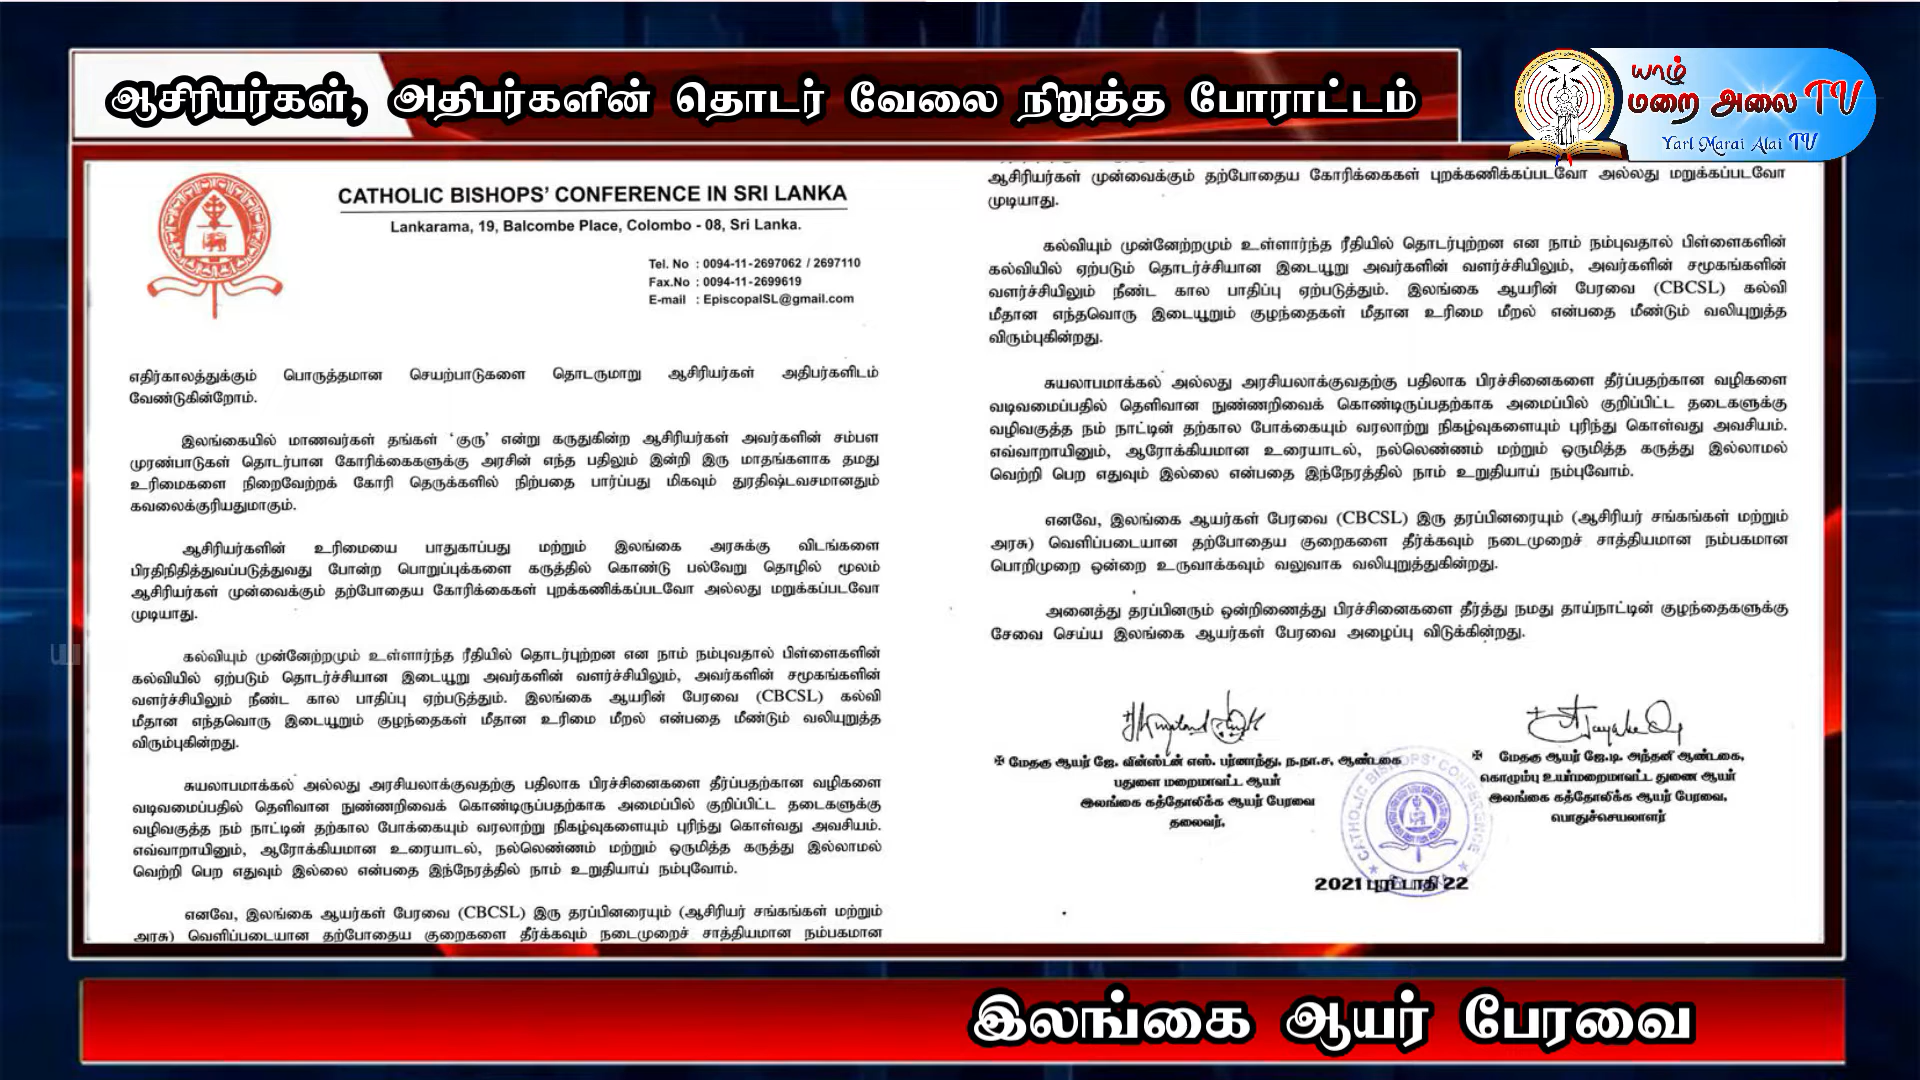 ஆசிரியர்கள், அதிபர்களின் தொடர் வேலை நிறுத்த போராட்டம்
யாழ்
மறை அலை TV
Yarl Marai Alai TV
CATHOLIC BISHOPS' CONFERENCE IN SRI LANKA
Lankarama, 19, Balcombe Place, Colombo - 08, Sri Lanka.
Tel. No : 0094-11-2697062 / 2697110
Fax.No : 0094-11-2699619
E-mail : EpiscopalSL@gmail.com
எதிர்காலத்துக்கும் பொருத்தமான செயற்பாடுகளை தொடருமாறு ஆசிரியர்கள் அதிபர்களிடம்
வேண்டுகின்றோம்.
இலங்கையில் மாணவர்கள் தங்கள் 'குரு' என்று கருதுகின்ற ஆசிரியர்கள் அவர்களின் சம்பள
முரண்பாடுகள் தொடர்பான கோரிக்கைகளுக்கு அரசின் எந்த பதிலும் இன்றி இரு மாதங்களாக தமது
உரிமைகளை நிறைவேற்றக் கோரி தெருக்களில் நிற்பதை பார்ப்பது மிகவும் துரதிஷ்டவசமானதும்
கவலைக்குரியதுமாகும்.
ஆசிரியர்களின் உரிமையை பாதுகாப்பது மற்றும் இலங்கை அரசுக்கு விடங்களை
பிரதிநிதித்துவப்படுத்துவது போன்ற பொறுப்புக்களை கருத்தில் கொண்டு பல்வேறு தொழில் மூலம்
ஆசிரியர்கள் முன்வைக்கும் தற்போதைய கோரிக்கைகள் புறக்கணிக்கப்படவோ அல்லது மறுக்கப்படவோ
முடியாது.
கல்வியும் முன்னேற்றமும் உள்ளார்ந்த ரீதியில் தொடர்புற்றன என நாம் நம்புவதால் பிள்ளைகளின்
கல்வியில் ஏற்படும் தொடர்ச்சியான இடையூறு அவர்களின் வளர்ச்சியிலும், அவர்களின் சமூகங்களின்
வளர்ச்சியிலும் நீண்ட கால பாதிப்பு ஏற்படுத்தும். இலங்கை ஆயரின் பேரவை (CBCSL) கல்வி
மீதான எந்தவொரு இடையூறும் குழந்தைகள் மீதான உரிமை மீறல் என்பதை மீண்டும் வலியுறுத்த
விரும்புகின்றது.
சுயலாபமாக்கல் அல்லது அரசியலாக்குவதற்கு பதிலாக பிரச்சினைகளை தீர்ப்பதற்கான வழிகளை
வடிவமைப்பதில் தெளிவான நுண்ணறிவைக் கொண்டிருப்பதற்காக அமைப்பில் குறிப்பிட்ட தடைகளுக்கு
வழிவகுத்த நம் நாட்டின் தற்கால போக்கையும் வரலாற்று நிகழ்வுகளையும் புரிந்து கொள்வது அவசியம்.
எவ்வாறாயினும், ஆரோக்கியமான உரையாடல், நல்லெண்ணம் மற்றும் ஒருமித்த கருத்து இல்லாமல்
வெற்றி பெற எதுவும் இல்லை என்பதை இந்நேரத்தில் நாம் உறுதியாய் நம்புவோம்.
எனவே, இலங்கை ஆயர்கள் பேரவை (CBCSL) இரு தரப்பினரையும் (ஆசிரியர் சங்கங்கள் மற்றும்
அரசு) வெளிப்படையான தற்போதைய குறைகளை தீர்க்கவும் நடைமுறைச் சாத்தியமான நம்பகமான
ஆசிரியர்கள் முன்வைக்கும் தற்போதைய கோரிக்கைகள் புறக்கணிக்கப்படவோ அல்லது மறுக்கப்படவோ
முடியாது.
கல்வியும் முன்னேற்றமும் உள்ளார்ந்த ரீதியில் தொடர்புற்றன என நாம் நம்புவதால் பிள்ளைகளின்
கல்வியில் ஏற்படும் தொடர்ச்சியான இடையூறு அவர்களின் வளர்ச்சியிலும், அவர்களின் சமூகங்களின்
வளர்ச்சியிலும் நீண்ட கால பாதிப்பு ஏற்படுத்தும். இலங்கை ஆயரின் பேரவை (CBCSL) கல்வி
மீதான எந்தவொரு இடையூறும் குழந்தைகள் மீதான உரிமை மீறல் என்பதை மீண்டும் வலியுறுத்த
விரும்புகின்றது.
சுயலாபமாக்கல் அல்லது அரசியலாக்குவதற்கு பதிலாக பிரச்சினைகளை தீர்ப்பதற்கான வழிகளை
வடிவமைப்பதில் தெளிவான நுண்ணறிவைக் கொண்டிருப்பதற்காக அமைப்பில் குறிப்பிட்ட தடைகளுக்கு
வழிவகுத்த நம் நாட்டின் தற்கால போக்கையும் வரலாற்று நிகழ்வுகளையும் புரிந்து கொள்வது அவசியம்.
எவ்வாறாயினும், ஆரோக்கியமான உரையாடல், நல்லெண்ணம் மற்றும் ஒருமித்த கருத்து இல்லாமல்
வெற்றி பெற எதுவும் இல்லை என்பதை இந்நேரத்தில் நாம் உறுதியாய் நம்புவோம்.
எனவே, இலங்கை ஆயர்கள் பேரவை (CBCSL) இரு தரப்பினரையும் (ஆசிரியர் சங்கங்கள் மற்றும்
அரசு) வெளிப்படையான தற்போதைய குறைகளை தீர்க்கவும் நடைமுறைச் சாத்தியமான நம்பகமான
பொறிமுறை ஒன்றை உருவாக்கவும் வலுவாக வலியுறுத்துகின்றது.
அனைத்து தரப்பினரும் ஒன்றிணைத்து பிரச்சினைகளை தீர்த்து நமது தாய்நாட்டின் குழந்தைகளுக்கு
சேவை செய்ய இலங்கை ஆயர்கள் பேரவை அழைப்பு விடுக்கின்றது.
✠ மேதகு ஆயர் ஜே. வின்ஸ்டன் எஸ். பர்னாந்து, ந.நா.ச, ஆண்டகை
பதுளை மறைமாவட்ட ஆயர்
இலங்கை கத்தோலிக்க ஆயர் பேரவை
தலைவர்,
✠ மேதகு ஆயர் ஜே.டி. அந்தனி ஆண்டகை,
கொழும்பு உயர்மறைமாவட்ட துணை ஆயர்
இலங்கை கத்தோலிக்க ஆயர் பேரவை,
பொதுச்செயலாளர்
CATHOLIC BISHOPS' CONFERENCE
2021 புரட்டாதி 22
இலங்கை ஆயர் பேரவை